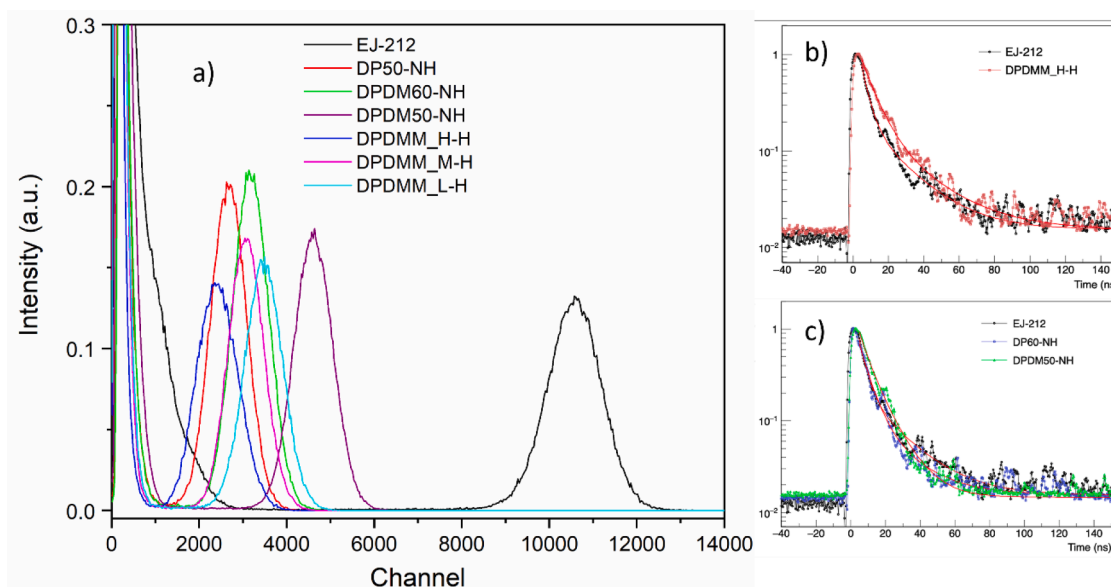 a)
EJ-212
DP50-NH
DPDM60-NH
DPDM50-NH
DPDMM_H-H
DPDMM_M-H
DPDMM_L-H
0.3
0.2
0.1
0.0
Intensity (a.u.)
0 2000 4000 6000 8000 10000 12000 14000
Channel
b)
EJ-212
DPDMM_H-H
1
10⁻¹
10⁻²
−40 −20 0 20 40 60 80 100 120 140
Time (ns)
c)
EJ-212
DP60-NH
DPDM50-NH
1
10⁻¹
10⁻²
−40 −20 0 20 40 60 80 100 120 140
Time (ns)